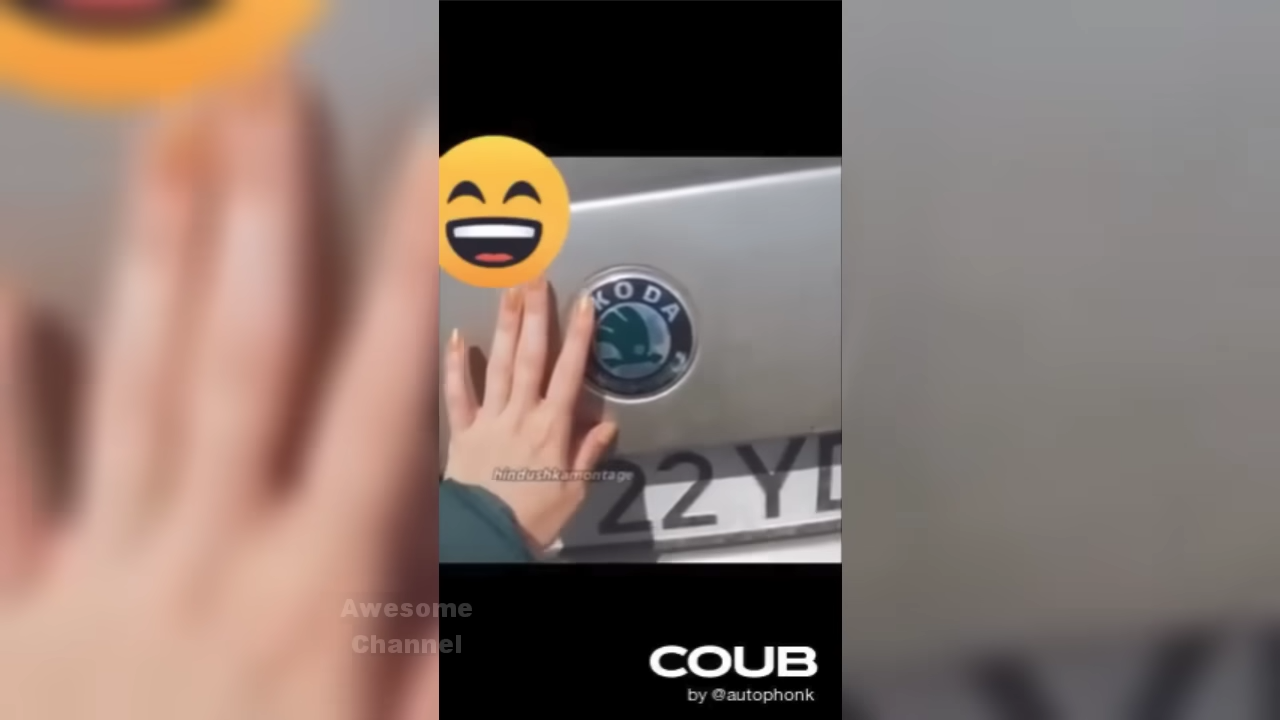 KODA
hindushkamontage
22 YD
Awesome
Channel
COUB
by @autophonk